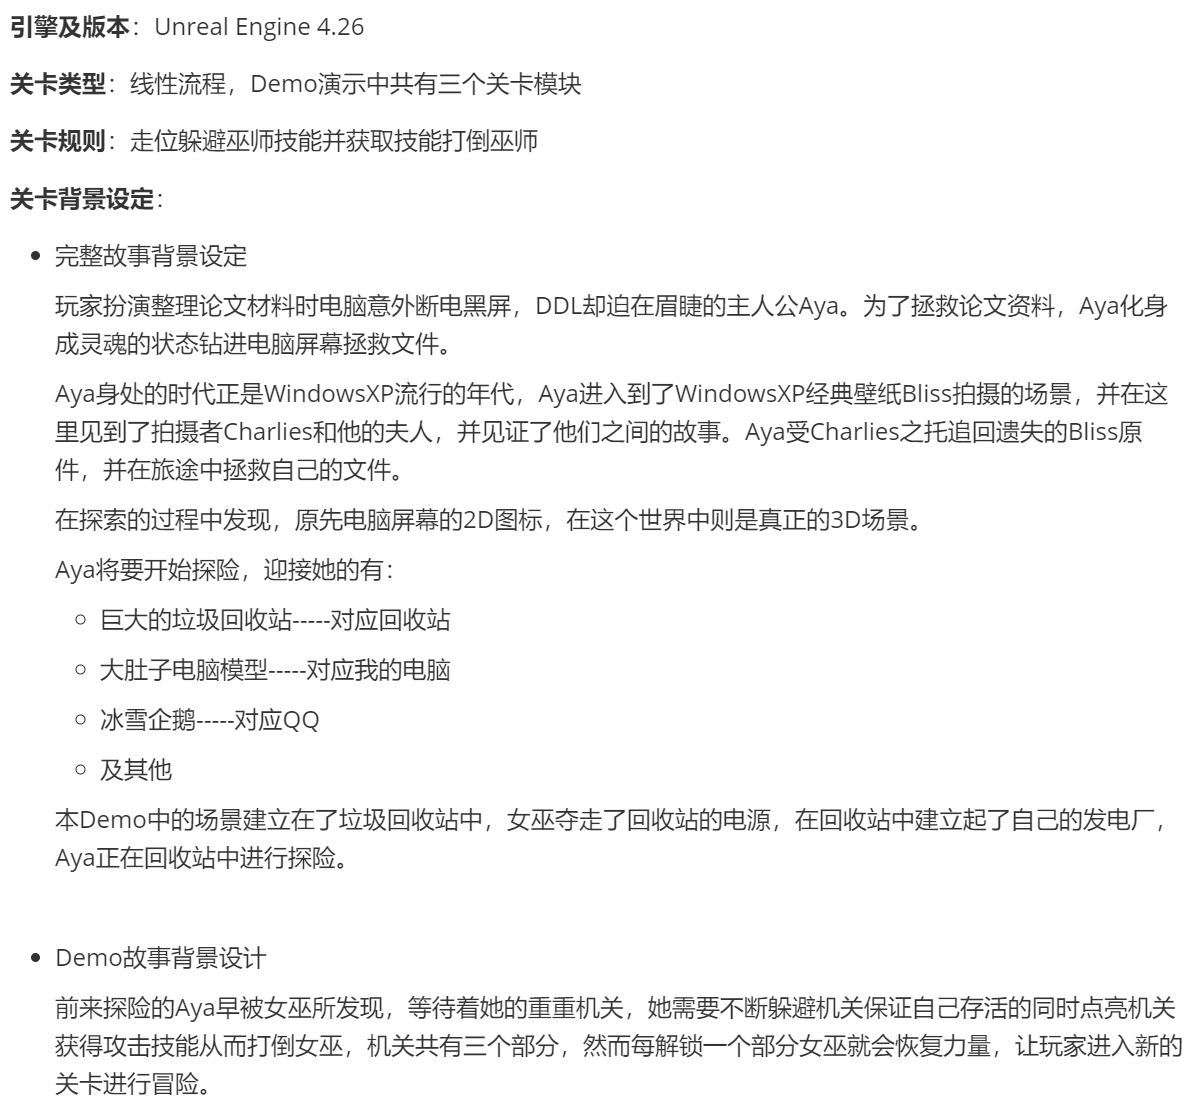 引擎及版本：Unreal Engine 4.26
关卡类型：线性流程，Demo演示中共有三个关卡模块
关卡规则：走位躲避巫师技能并获取技能打倒巫师
关卡背景设定：
完整故事背景设定
玩家扮演整理论文材料时电脑意外断电黑屏，DDL却迫在眉睫的主人公Aya。为了拯救论文资料，Aya化身
成灵魂的状态钻进电脑屏幕拯救文件。
Aya身处的时代正是WindowsXP流行的年代，Aya进入到了WindowsXP经典壁纸Bliss拍摄的场景，并在这
里见到了拍摄者Charlies和他的夫人，并见证了他们之间的故事。Aya受Charlies之托追回遗失的Bliss原
件，并在旅途中拯救自己的文件。
在探索的过程中发现，原先电脑屏幕的2D图标，在这个世界中则是真正的3D场景。
Aya将要开始探险，迎接她的有：
巨大的垃圾回收站-----对应回收站
大肚子电脑模型-----对应我的电脑
冰雪企鹅-----对应QQ
及其他
本Demo中的场景建立在了垃圾回收站中，女巫夺走了回收站的电源，在回收站中建立起了自己的发电厂，
Aya正在回收站中进行探险。
Demo故事背景设计
前来探险的Aya早被女巫所发现，等待着她的重重机关，她需要不断躲避机关保证自己存活的同时点亮机关
获得攻击技能从而打倒女巫，机关共有三个部分，然而每解锁一个部分女巫就会恢复力量，让玩家进入新的
关卡进行冒险。